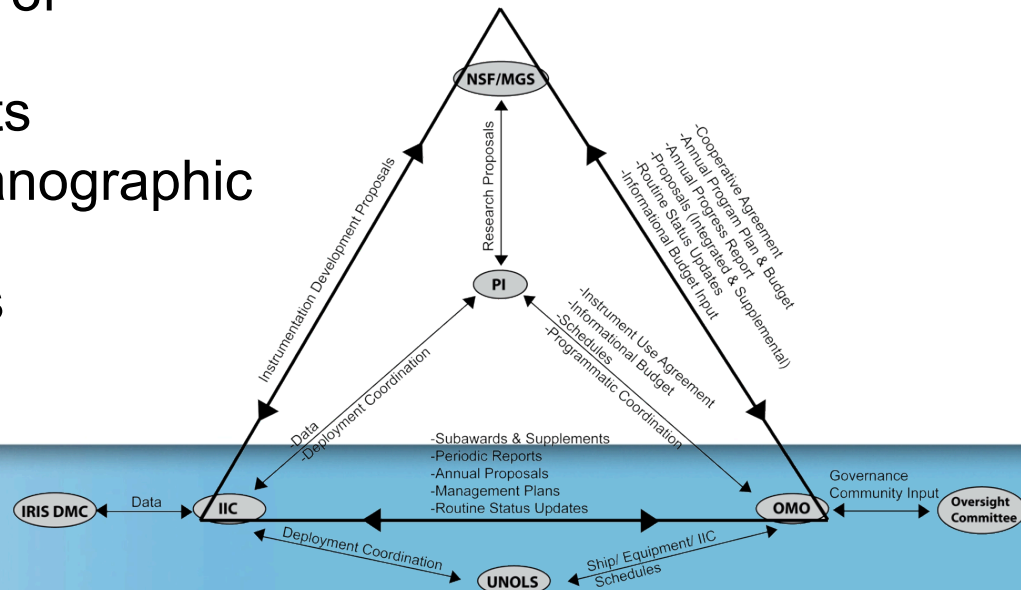 or
ts
anographic
s
NSF/MGS
Research Proposals
Instrumentation Development Proposals
-Cooperative Agreement
-Annual Program Plan & Budget
-Annual Progress Report
-Proposals (Integrated & Supplemental)
-Routine Status Updates
-Informational Budget Input
PI
-Instrument Use Agreement
-Informational Budget
-Schedules
-Programmatic Coordination
-Data
-Deployment Coordination
-Subawards & Supplements
-Periodic Reports
-Annual Proposals
-Management Plans
-Routine Status Updates
IRIS DMC
Data
IIC
OMO
Governance
Community Input
Oversight
Committee
Deployment Coordination
UNOLS
Ship/ Equipment/ IIC
Schedules